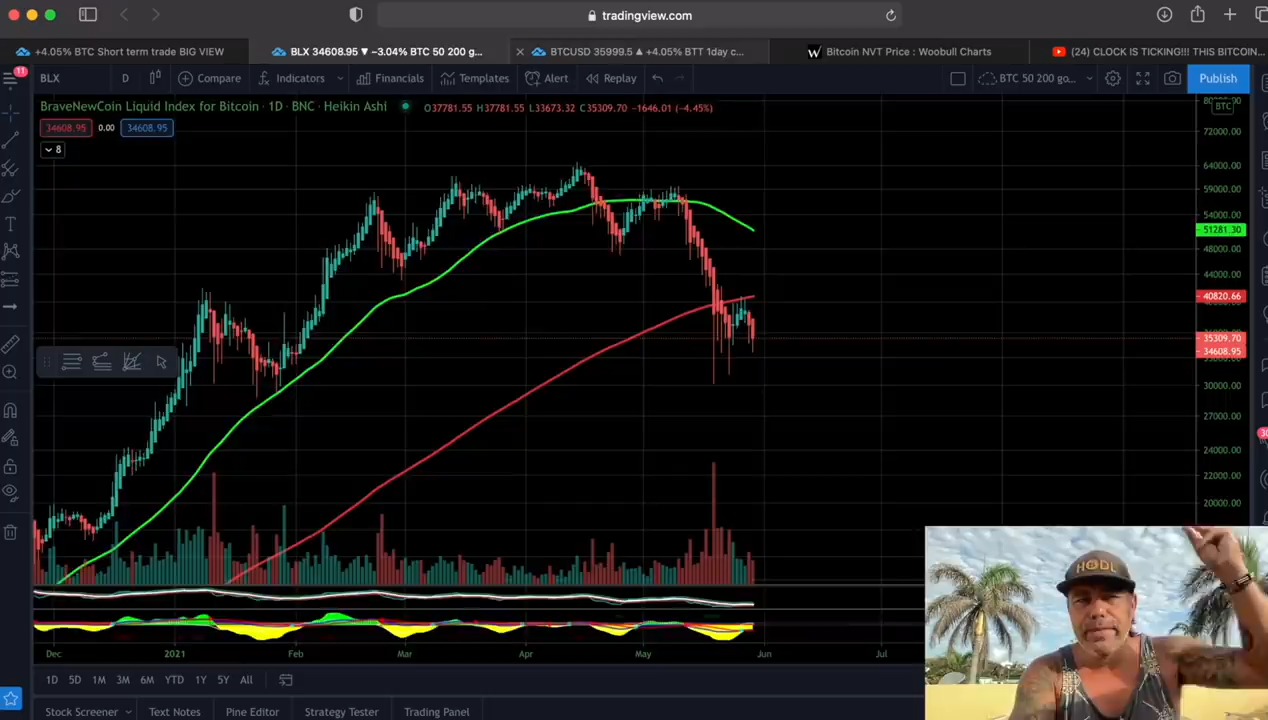 tradingview.com
+4.05% BTC Short term trade BIG VIEW
BLX 34608.95 ▼ −3.04% BTC 50 200 g...
BTCUSD 35999.5 ▲ +4.05% BTT 1day c...
Bitcoin NVT Price : Woobull Charts
(24) CLOCK IS TICKING!!! THIS BITCOIN...
11
BLX
D
Compare
Indicators
Financials
Templates
Alert
Replay
BTC 50 200 go...
Publish
BraveNewCoin Liquid Index for Bitcoin · 1D · BNC · Heikin Ashi
O37781.55 H37781.55 L33673.32 C35309.70 −1646.01 (−4.45%)
BTC
34608.95 0.00 34608.95
8
72000.00
64000.00
59000.00
54000.00
51281.30
48000.00
44000.00
40820.66
35309.70
34608.95
30000.00
27000.00
24000.00
22000.00
20000.00
HODL
Dec 2021 Feb Mar Apr May Jun Jul
1D 5D 1M 3M 6M YTD 1Y 5Y All
Stock Screener Text Notes Pine Editor Strategy Tester Trading Panel